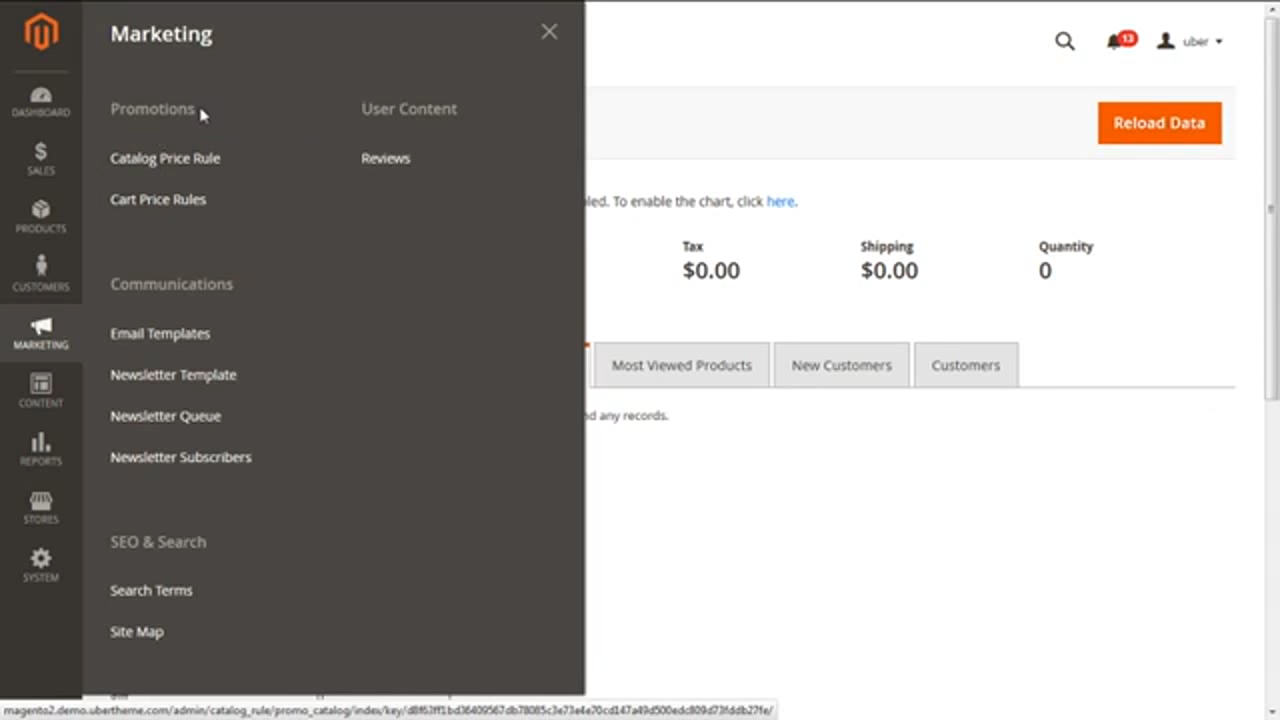 Marketing
Promotions
Catalog Price Rule
Cart Price Rules
User Content
Reviews
Communications
Email Templates
Newsletter Template
Newsletter Queue
Newsletter Subscribers
SEO & Search
Search Terms
Site Map
DASHBOARD
SALES
PRODUCTS
CUSTOMERS
MARKETING
CONTENT
REPORTS
STORES
SYSTEM
13
uber
Reload Data
To enable the chart, click here.
Tax
$0.00
Shipping
$0.00
Quantity
0
Most Viewed Products
New Customers
Customers
any records.